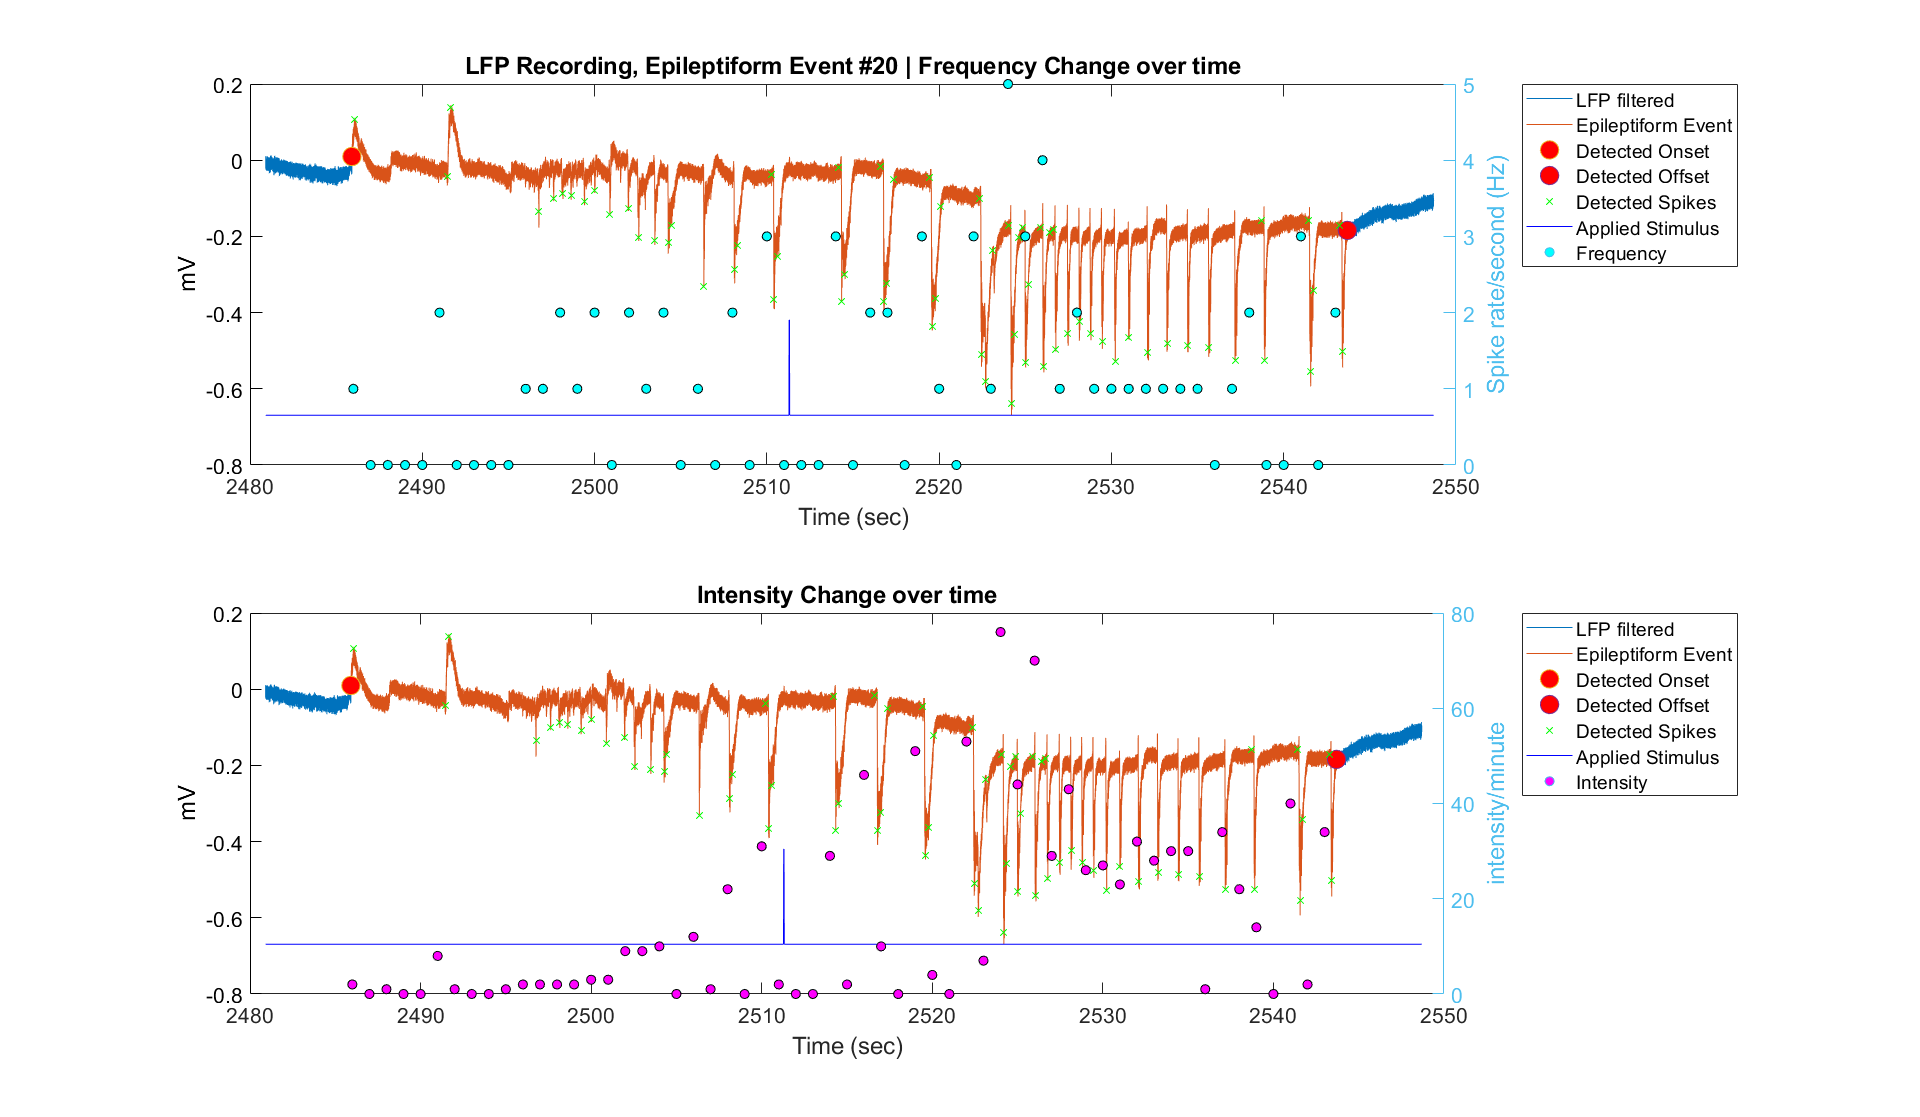 LFP Recording, Epileptiform Event #20 | Frequency Change over time
0.2
0
-0.2
-0.4
-0.6
-0.8
mV
5
4
3
2
1
0
Spike rate/second (Hz)
2480 2490 2500 2510 2520 2530 2540 2550
Time (sec)
LFP filtered
Epileptiform Event
Detected Onset
Detected Offset
Detected Spikes
Applied Stimulus
Frequency
Intensity Change over time
0.2
0
-0.2
-0.4
-0.6
-0.8
mV
80
60
40
20
0
intensity/minute
2480 2490 2500 2510 2520 2530 2540 2550
Time (sec)
LFP filtered
Epileptiform Event
Detected Onset
Detected Offset
Detected Spikes
Applied Stimulus
Intensity